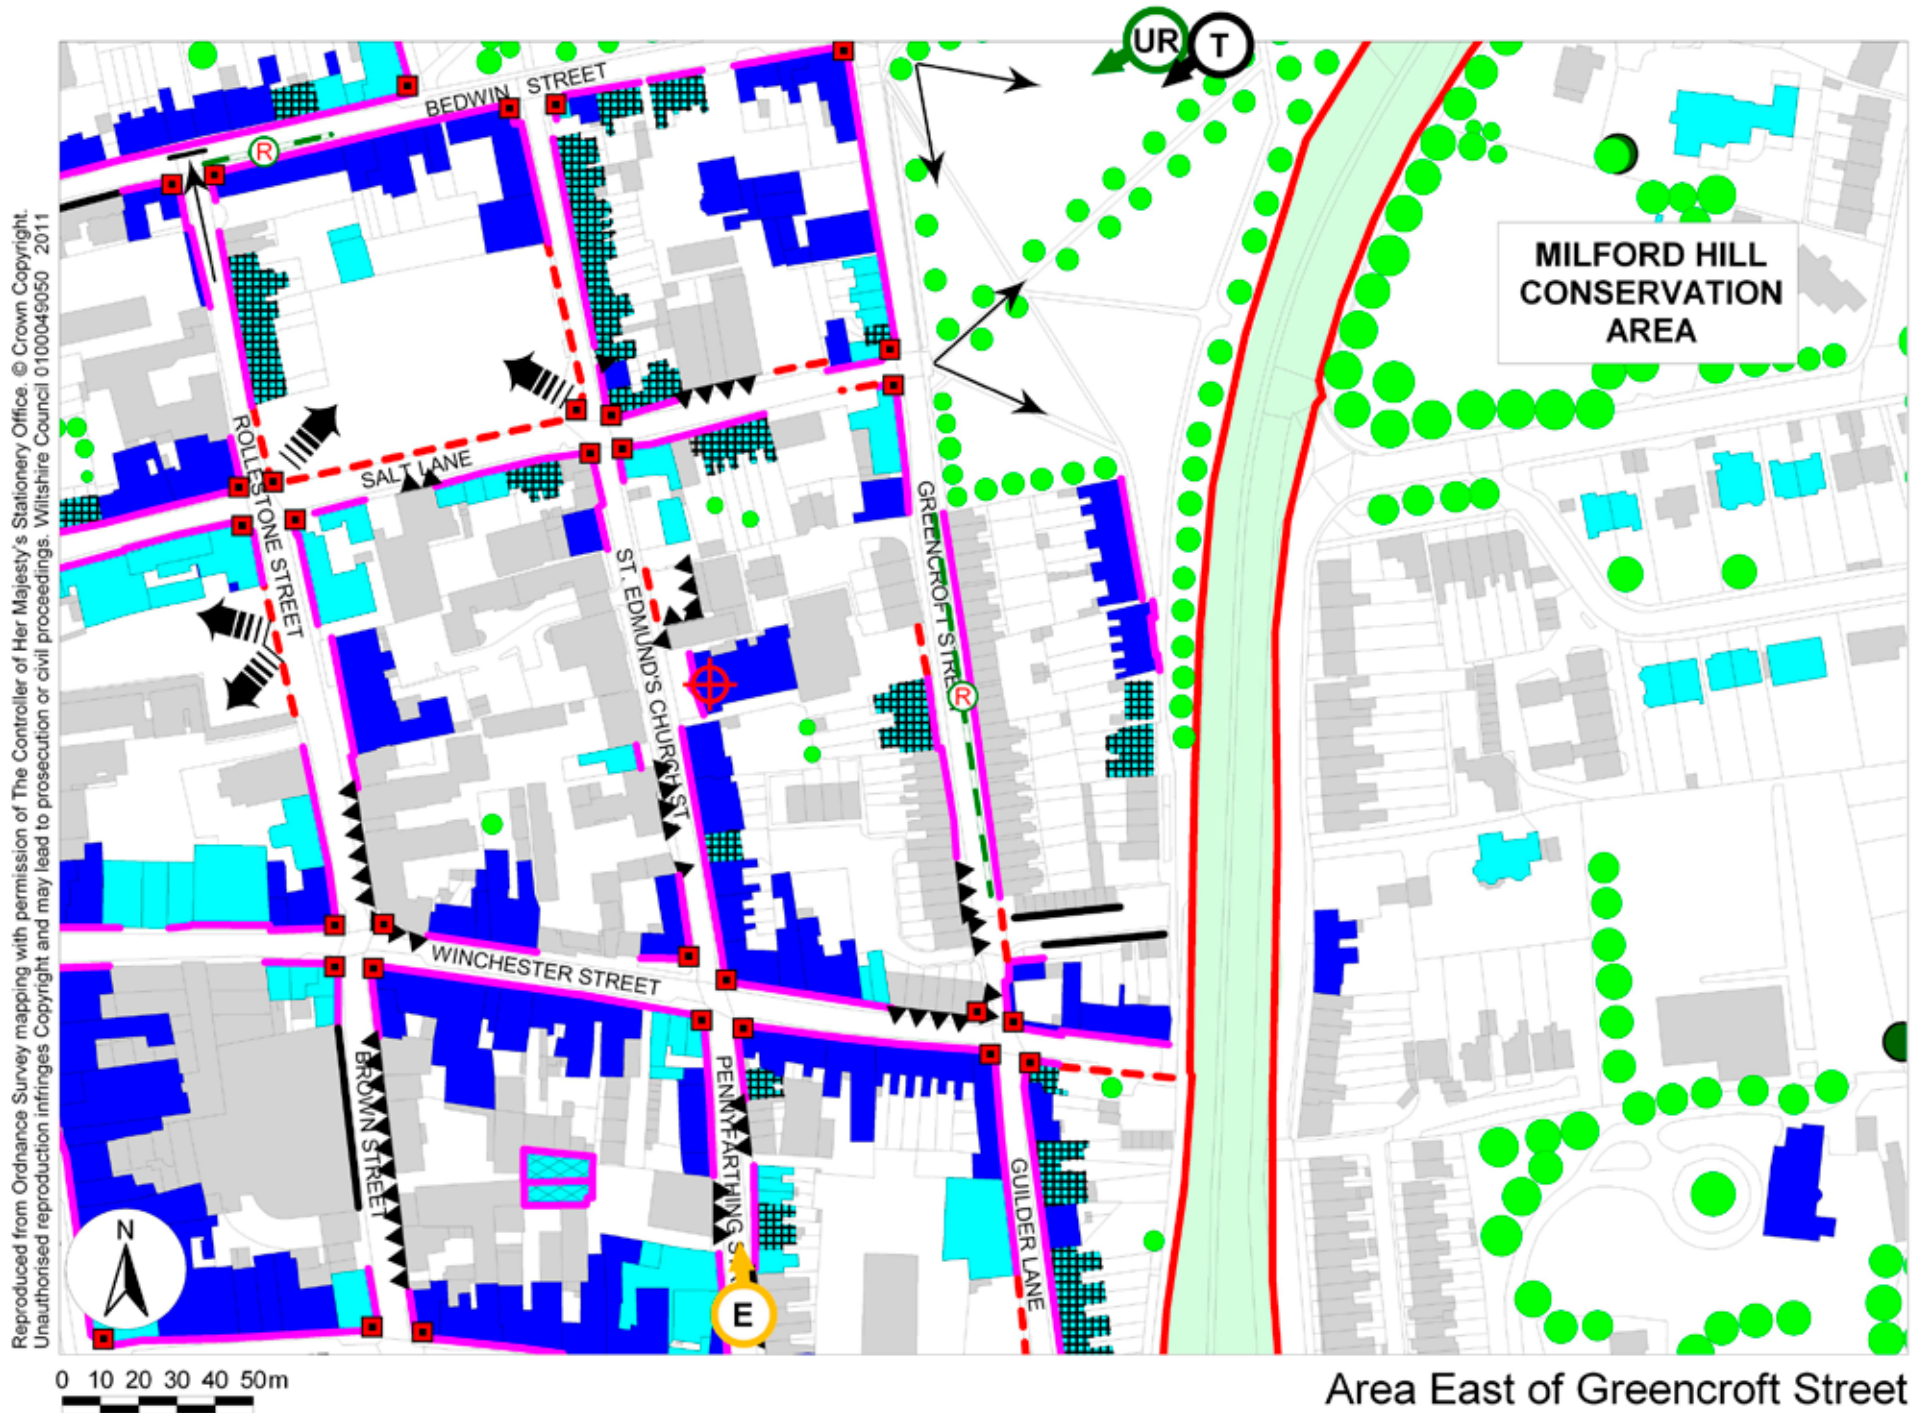 UR
T
BEDWIN STREET
R
MILFORD HILL
CONSERVATION
AREA
ROLLESTONE STREET
SALT LANE
GREENCROFT STREET
ST. EDMUND'S CHURCH ST
R
WINCHESTER STREET
BROWN STREET
PENNYFARTHING
GUILDER LANE
N
E
Reproduced from Ordnance Survey mapping with permission of The Controller of Her Majesty's Stationery Office. © Crown Copyright.
Unauthorised reproduction infringes Copyright and may lead to prosecution or civil proceedings. Wiltshire Council 0100049050 2011
0 10 20 30 40 50m
Area East of Greencroft Street